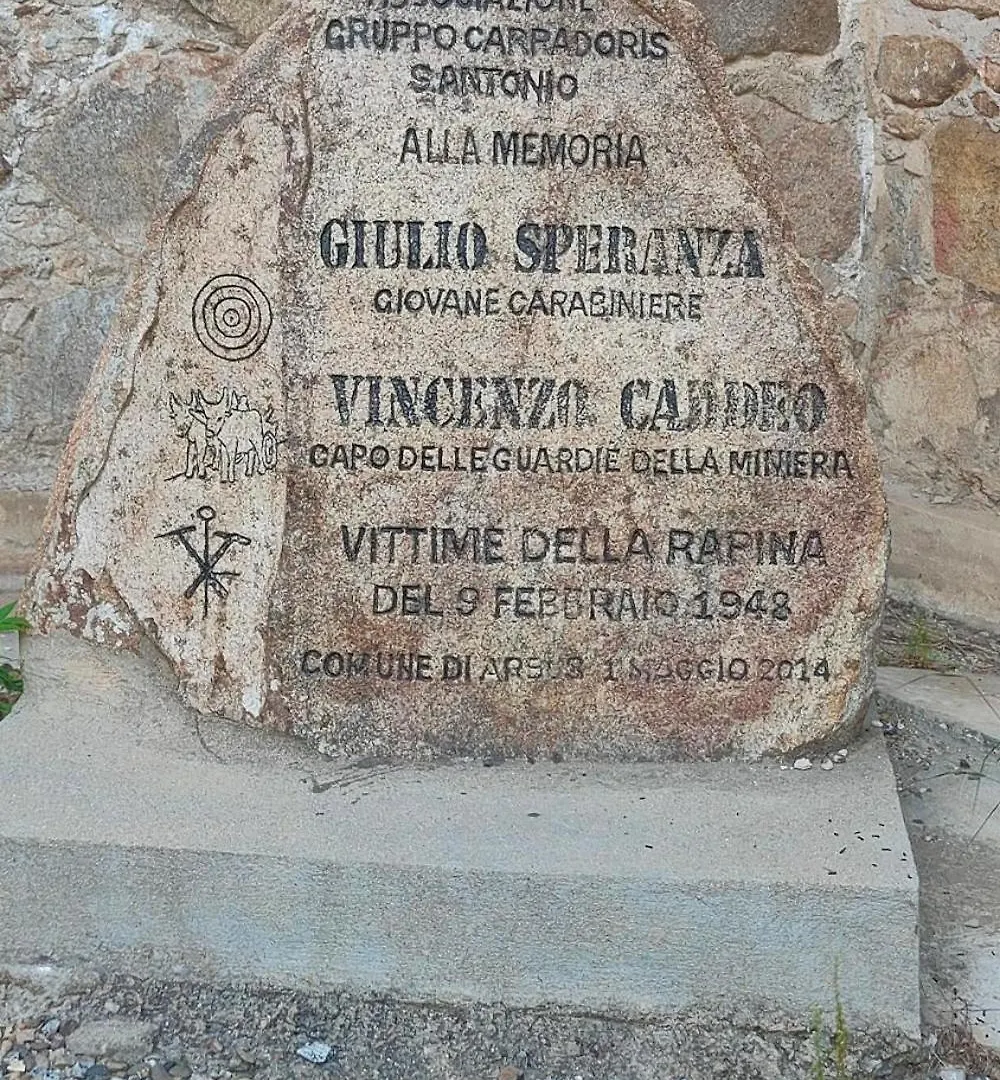 ASSOCIAZIONE
GRUPPO CARRADORIS
S.ANTONIO
ALLA MEMORIA
GIULIO SPERANZA
GIOVANE CARABINIERE
VINCENZO CADDEO
CAPO DELLE GUARDIE DELLA MINIERA
VITTIME DELLA RAPINA
DEL 9 FEBBRAIO 1948
COMUNE DI ARBUS 1 MAGGIO 2014